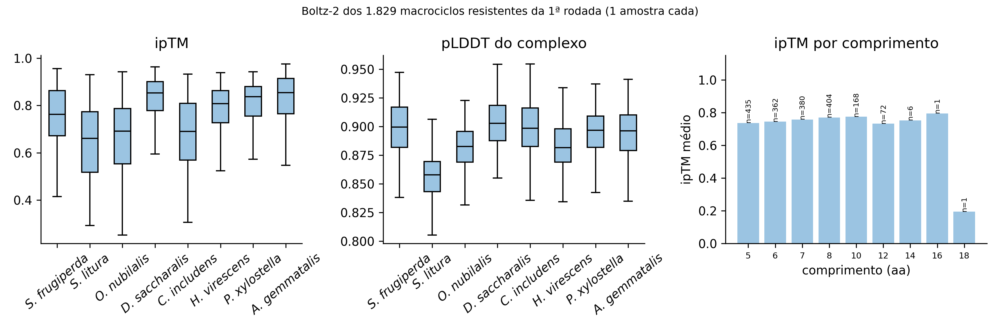 Boltz-2 dos 1.829 macrociclos resistentes da 1ª rodada (1 amostra cada)
ipTM
1.0
0.8
0.6
0.4
S. frugiperda
S. litura
O. nubilalis
D. saccharalis
C. includens
H. virescens
P. xylostella
A. gemmatalis
pLDDT do complexo
0.950
0.925
0.900
0.875
0.850
0.825
0.800
S. frugiperda
S. litura
O. nubilalis
D. saccharalis
C. includens
H. virescens
P. xylostella
A. gemmatalis
ipTM por comprimento
ipTM médio
1.0
0.8
0.6
0.4
0.2
0.0
n=435
n=362
n=380
n=404
n=168
n=72
n=6
n=1
n=1
5 6 7 8 10 12 14 16 18
comprimento (aa)